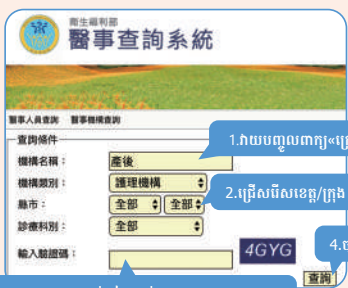 衛生福利部
醫事查詢系統
醫事人員查詢 醫事機構查詢
查詢條件
機構名稱： 產後
1.វាយបញ្ចូលពាក្យ«
機構類別： 護理機構
縣市： 全部 全部
2.ជ្រើសរើសខេត្ត/ក្រុង
診療科別： 全部
輸入驗證碼： 4GYG
4.
查詢